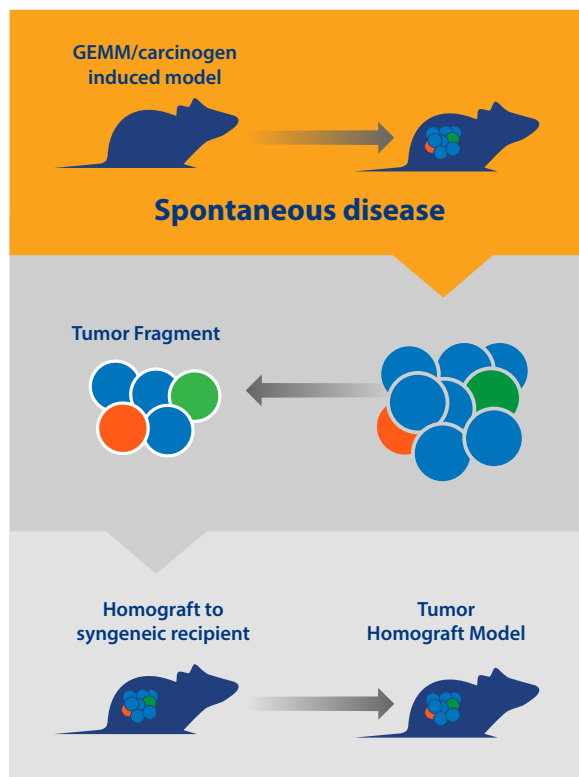 GEMM/carcinogen
induced model
Spontaneous disease
Tumor Fragment
Homograft to
syngeneic recipient
Tumor
Homograft Model